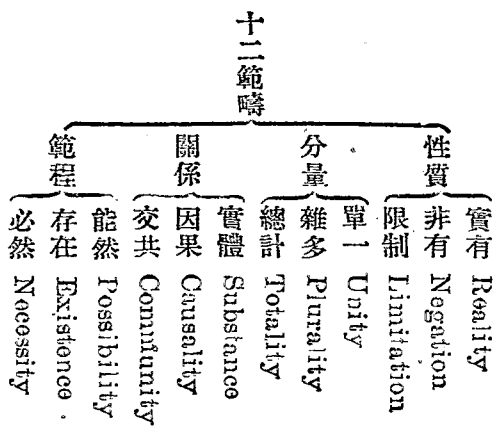 十二範疇
性質
分量
關係
範程
實有 Reality
非有 Negation
限制 Limitation
單一 Unity
雜多 Plurality
總計 Totality
實體 Substance
因果 Causality
交共 Community
能然 Possibility
存在 Existence.
必然 Necessity